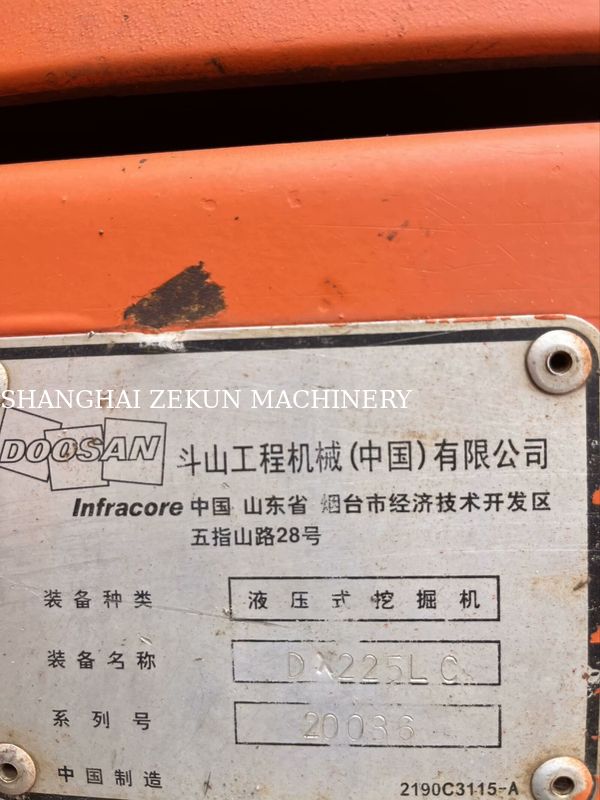 SHANGHAI ZEKUN MACHINERY
DOOSAN
斗山工程机械(中国)有限公司
Infracore 中国 山东省 烟台市经济技术开发区
五指山路28号
装备种类 液压式挖掘机
装备名称 DX225LC
系列号 20036
中国制造 2190C3115-A